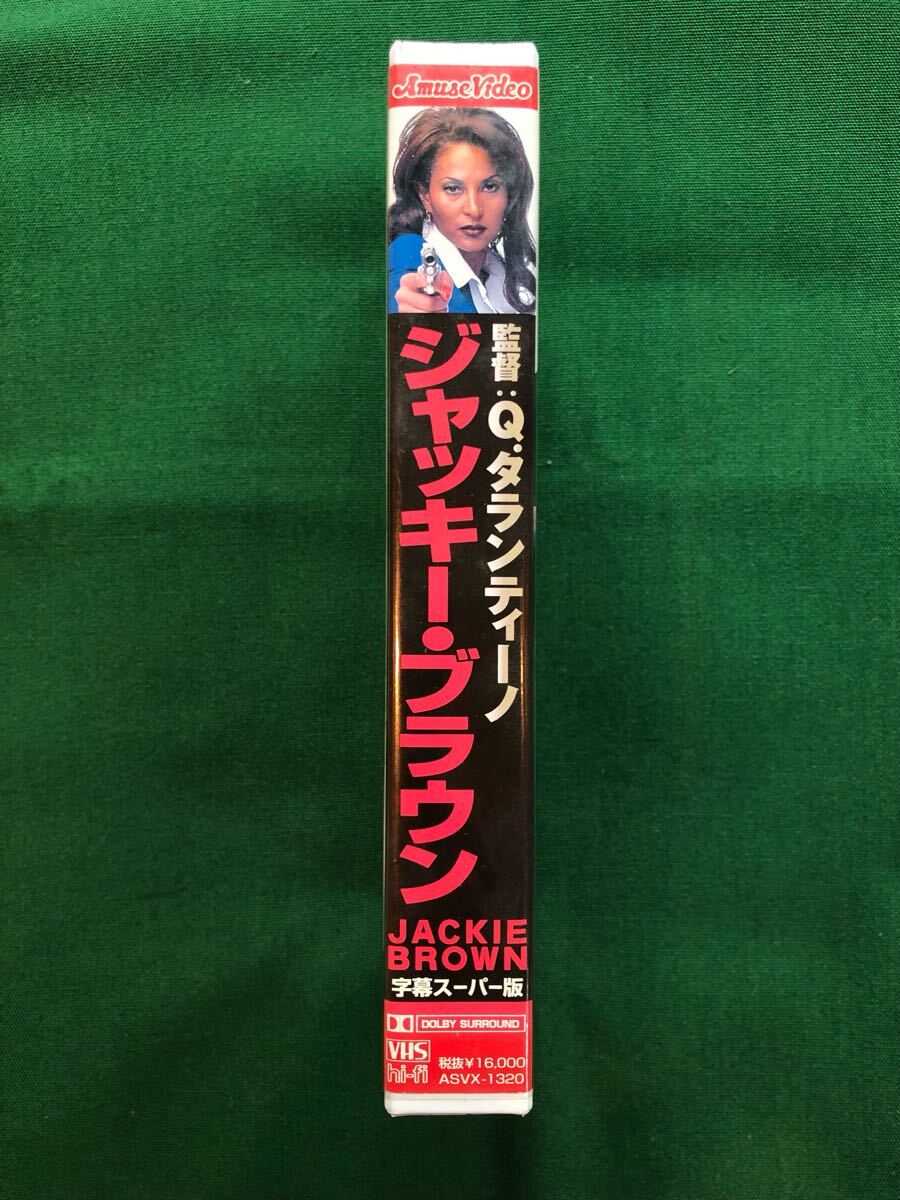 AmuseVideo
監督:Q.タランティーノ
ジャッキー・ブラウン
JACKIE
BROWN
字幕スーパー版
DOLBY SURROUND
VHS
hi-fi
税抜¥16,000
ASVX-1320